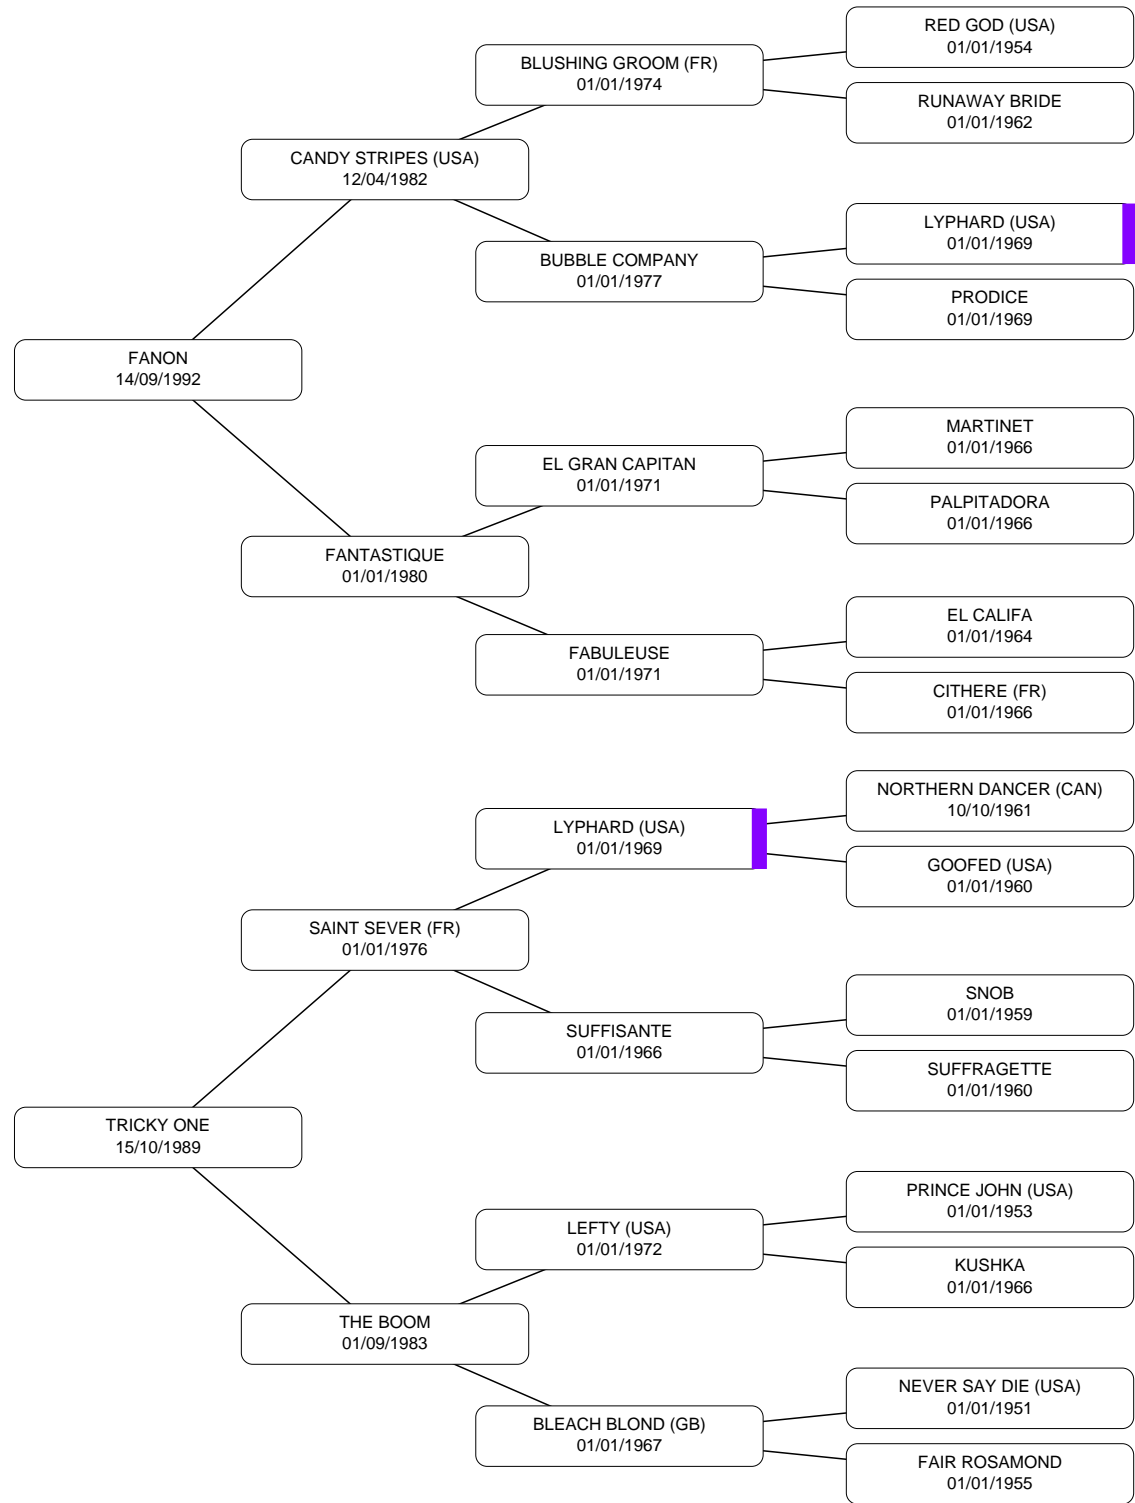 RED GOD (USA)
01/01/1954
BLUSHING GROOM (FR)
01/01/1974
RUNAWAY BRIDE
01/01/1962
CANDY STRIPES (USA)
12/04/1982
LYPHARD (USA)
01/01/1969
BUBBLE COMPANY
01/01/1977
PRODICE
01/01/1969
FANON
14/09/1992
MARTINET
01/01/1966
EL GRAN CAPITAN
01/01/1971
PALPITADORA
01/01/1966
FANTASTIQUE
01/01/1980
EL CALIFA
01/01/1964
FABULEUSE
01/01/1971
CITHERE (FR)
01/01/1966
NORTHERN DANCER (CAN)
10/10/1961
LYPHARD (USA)
01/01/1969
GOOFED (USA)
01/01/1960
SAINT SEVER (FR)
01/01/1976
SNOB
01/01/1959
SUFFISANTE
01/01/1966
SUFFRAGETTE
01/01/1960
TRICKY ONE
15/10/1989
PRINCE JOHN (USA)
01/01/1953
LEFTY (USA)
01/01/1972
KUSHKA
01/01/1966
THE BOOM
01/09/1983
NEVER SAY DIE (USA)
01/01/1951
BLEACH BLOND (GB)
01/01/1967
FAIR ROSAMOND
01/01/1955